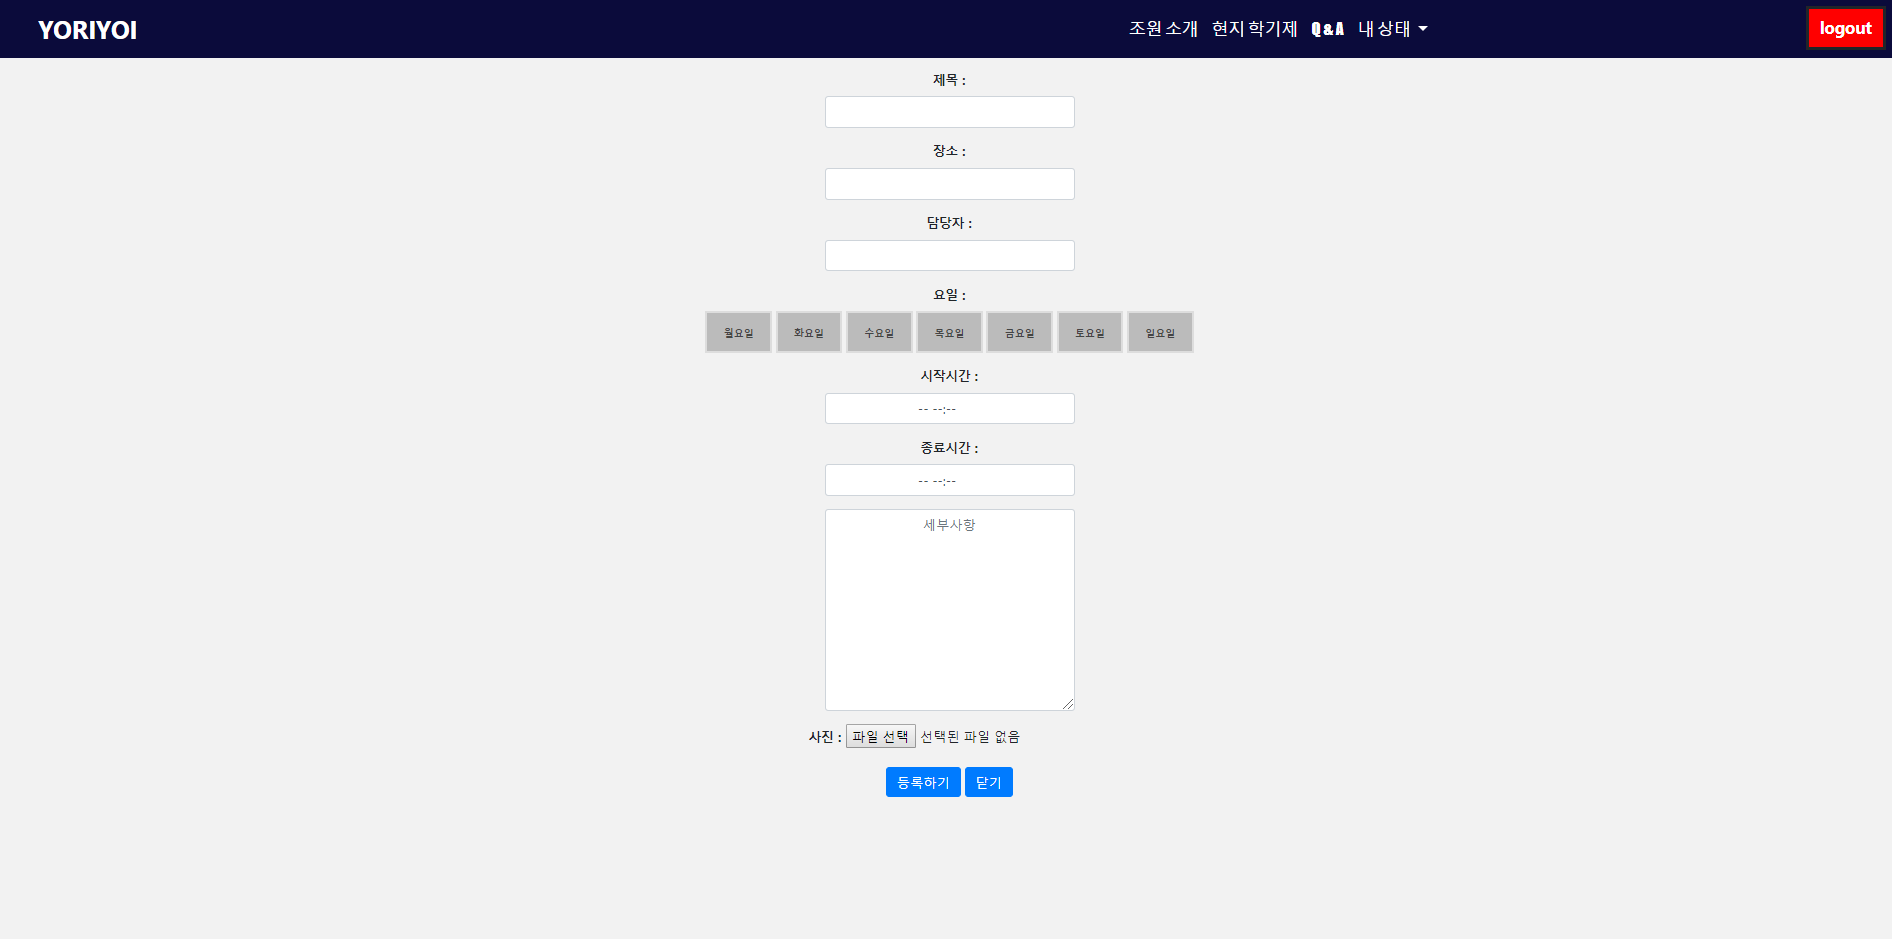 YORIYOI 조원 소개 현지 학기제 Q&A 내 상태 logout
제목 :
장소 :
담당자 :
요일 :
월요일 화요일 수요일 목요일 금요일 토요일 일요일
시작시간 :
-- --:--
종료시간 :
-- --:--
세부사항
사진 : 파일 선택 선택된 파일 없음
등록하기 닫기